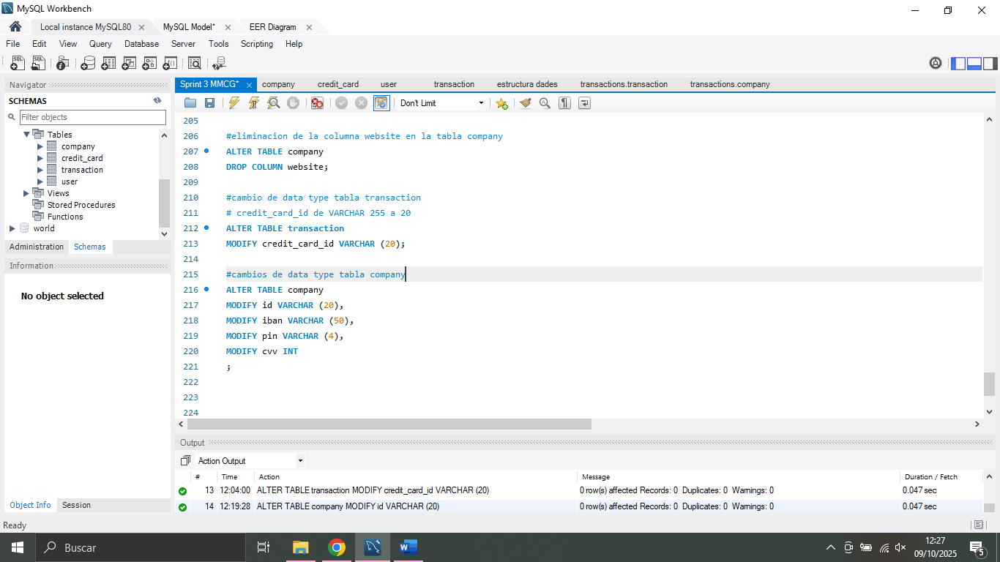 MySQL Workbench
Local instance MySQL80
MySQL Model*
EER Diagram
File Edit View Query Database Server Tools Scripting Help
Navigator
SCHEMAS
Filter objects
Tables
company
credit_card
transaction
user
Views
Stored Procedures
Functions
world
Administration Schemas
Information
No object selected
Object Info Session
Sprint 3 MMCG* company credit_card user transaction estructura dades transactions.transaction transactions.company
Don't Limit
205
206 #eliminacion de la columna website en la tabla company
207 ALTER TABLE company
208 DROP COLUMN website;
209
210 #cambio de data type tabla transaction
211 # credit_card_id de VARCHAR 255 a 20
212 ALTER TABLE transaction
213 MODIFY credit_card_id VARCHAR (20);
214
215 #cambios de data type tabla company
216 ALTER TABLE company
217 MODIFY id VARCHAR (20),
218 MODIFY iban VARCHAR (50),
219 MODIFY pin VARCHAR (4),
220 MODIFY cvv INT
221 ;
222
223
224
Output
Action Output
# Time Action Message Duration / Fetch
13 12:04:00 ALTER TABLE transaction MODIFY credit_card_id VARCHAR (20) 0 row(s) affected Records: 0 Duplicates: 0 Warnings: 0 0.047 sec
14 12:19:28 ALTER TABLE company MODIFY id VARCHAR (20) 0 row(s) affected Records: 0 Duplicates: 0 Warnings: 0 0.047 sec
Ready
Buscar
12:27
09/10/2025
5